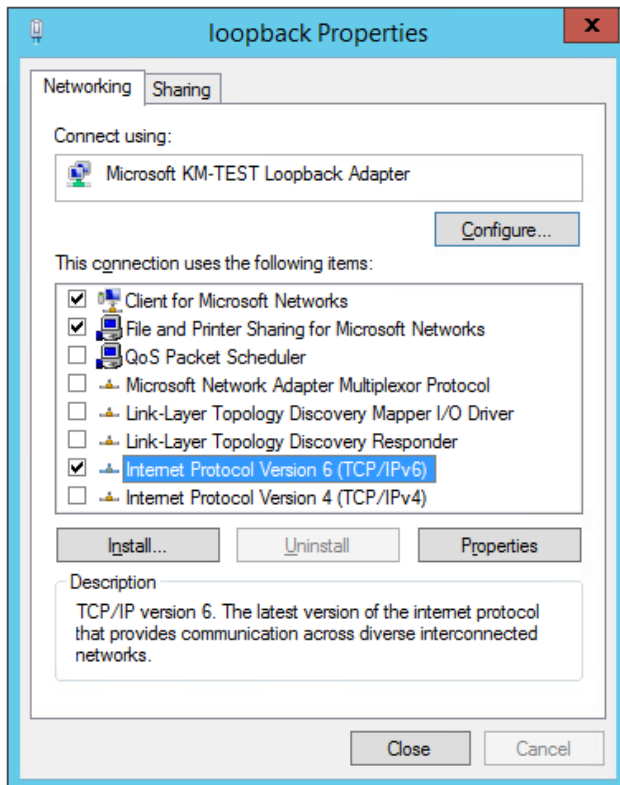 loopback Properties
x
Networking
Sharing
Connect using:
Microsoft KM-TEST Loopback Adapter
Configure...
This connection uses the following items:
Client for Microsoft Networks
File and Printer Sharing for Microsoft Networks
QoS Packet Scheduler
Microsoft Network Adapter Multiplexor Protocol
Link-Layer Topology Discovery Mapper I/O Driver
Link-Layer Topology Discovery Responder
Internet Protocol Version 6 (TCP/IPv6)
Internet Protocol Version 4 (TCP/IPv4)
Install...
Uninstall
Properties
Description
TCP/IP version 6. The latest version of the internet protocol
that provides communication across diverse interconnected
networks.
Close
Cancel